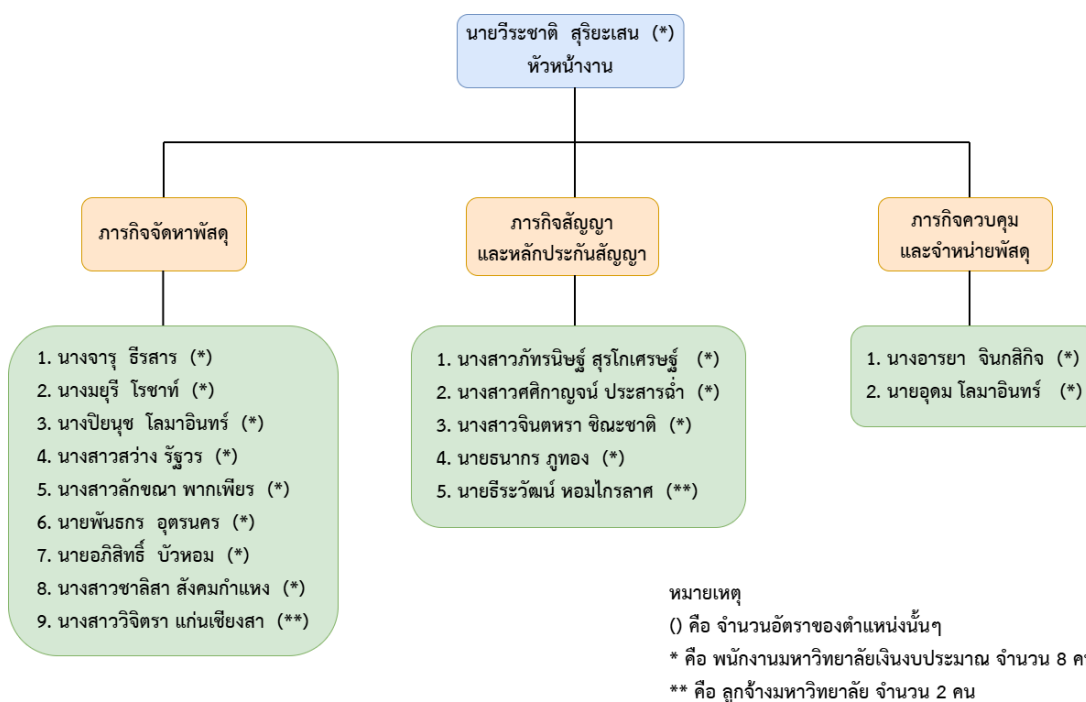 นายวีระชาติ สุริยะเสน (*)
หัวหน้างาน
ภารกิจจัดหาพัสดุ
ภารกิจสัญญา
และหลักประกันสัญญา
ภารกิจควบคุม
และจำหน่ายพัสดุ
1. นางจารุ ธีรสาร (*)
2. นางมยุรี โรชาท์ (*)
3. นางปิยนุช โลมาอินทร์ (*)
4. นางสาวสว่าง รัฐวร (*)
5. นางสาวลักขณา พากเพียร (*)
6. นายพันธกร อุตรนคร (*)
7. นายอภิสิทธิ์ บัวหอม (*)
8. นางสาวชาลิสา สังคมกำแหง (*)
9. นางสาววิจิตรา แก่นเชียงสา (**)
1. นางสาวภัทรนิษฐ์ สุรโกเศรษฐ์ (*)
2. นางสาวศศิกาญจน์ ประสารฉ่ำ (*)
3. นางสาวจินตหรา ชิณะชาติ (*)
4. นายธนากร ภูทอง (*)
5. นายธีระวัฒน์ หอมไกรลาศ (**)
1. นางอารยา จินกสิกิจ (*)
2. นายอุดม โลมาอินทร์ (*)
หมายเหตุ
() คือ จำนวนอัตราของตำแหน่งนั้นๆ
* คือ พนักงานมหาวิทยาลัยเงินงบประมาณ จำนวน 8
** คือ ลูกจ้างมหาวิทยาลัย จำนวน 2 คน